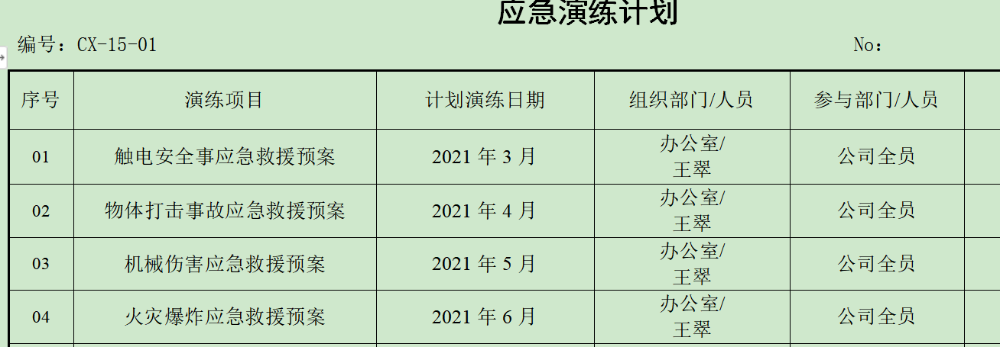 应急演练计划
编号：CX-15-01 No：
序号 演练项目 计划演练日期 组织部门/人员 参与部门/人员
01 触电安全事应急救援预案 2021 年 3 月 办公室/
王翠 公司全员
02 物体打击事故应急救援预案 2021 年 4 月 办公室/
王翠 公司全员
03 机械伤害应急救援预案 2021 年 5 月 办公室/
王翠 公司全员
04 火灾爆炸应急救援预案 2021 年 6 月 办公室/
王翠 公司全员